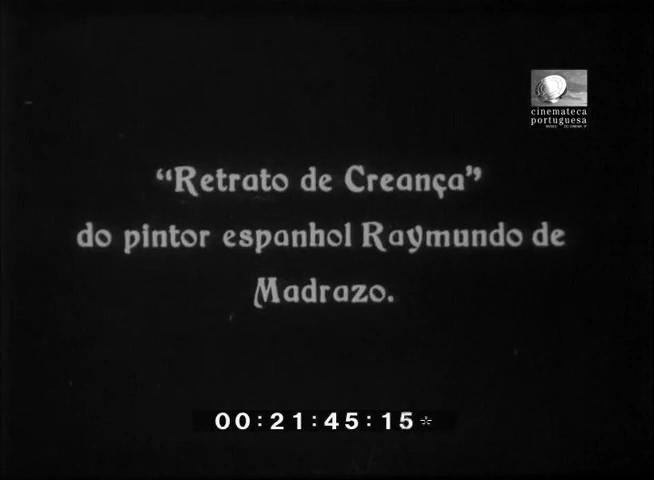 cinemateca
portuguesa
"Retrato de Creança"
do pintor espanhol Raymundo de
Madrazo.
00:21:45:15